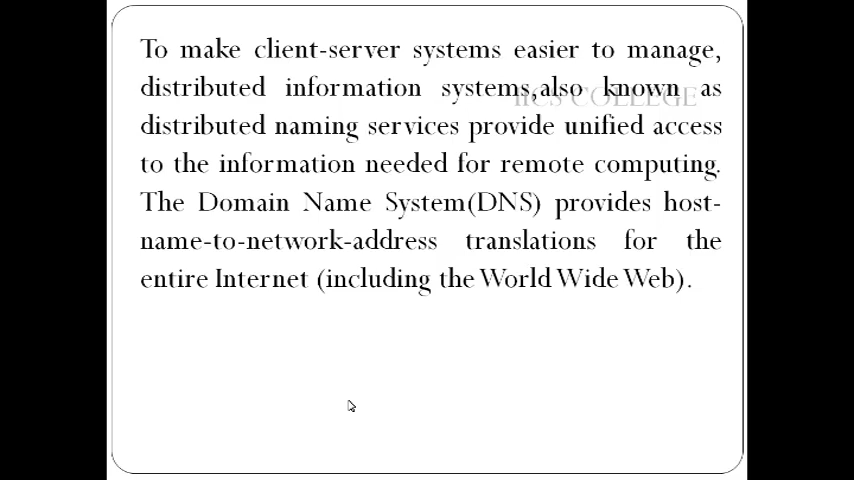 To make client-server systems easier to manage,
distributed information systems,also known as
IICS COLLEGE
distributed naming services provide unified access
to the information needed for remote computing.
The Domain Name System(DNS) provides host-
name-to-network-address translations for the
entire Internet (including the World Wide Web).